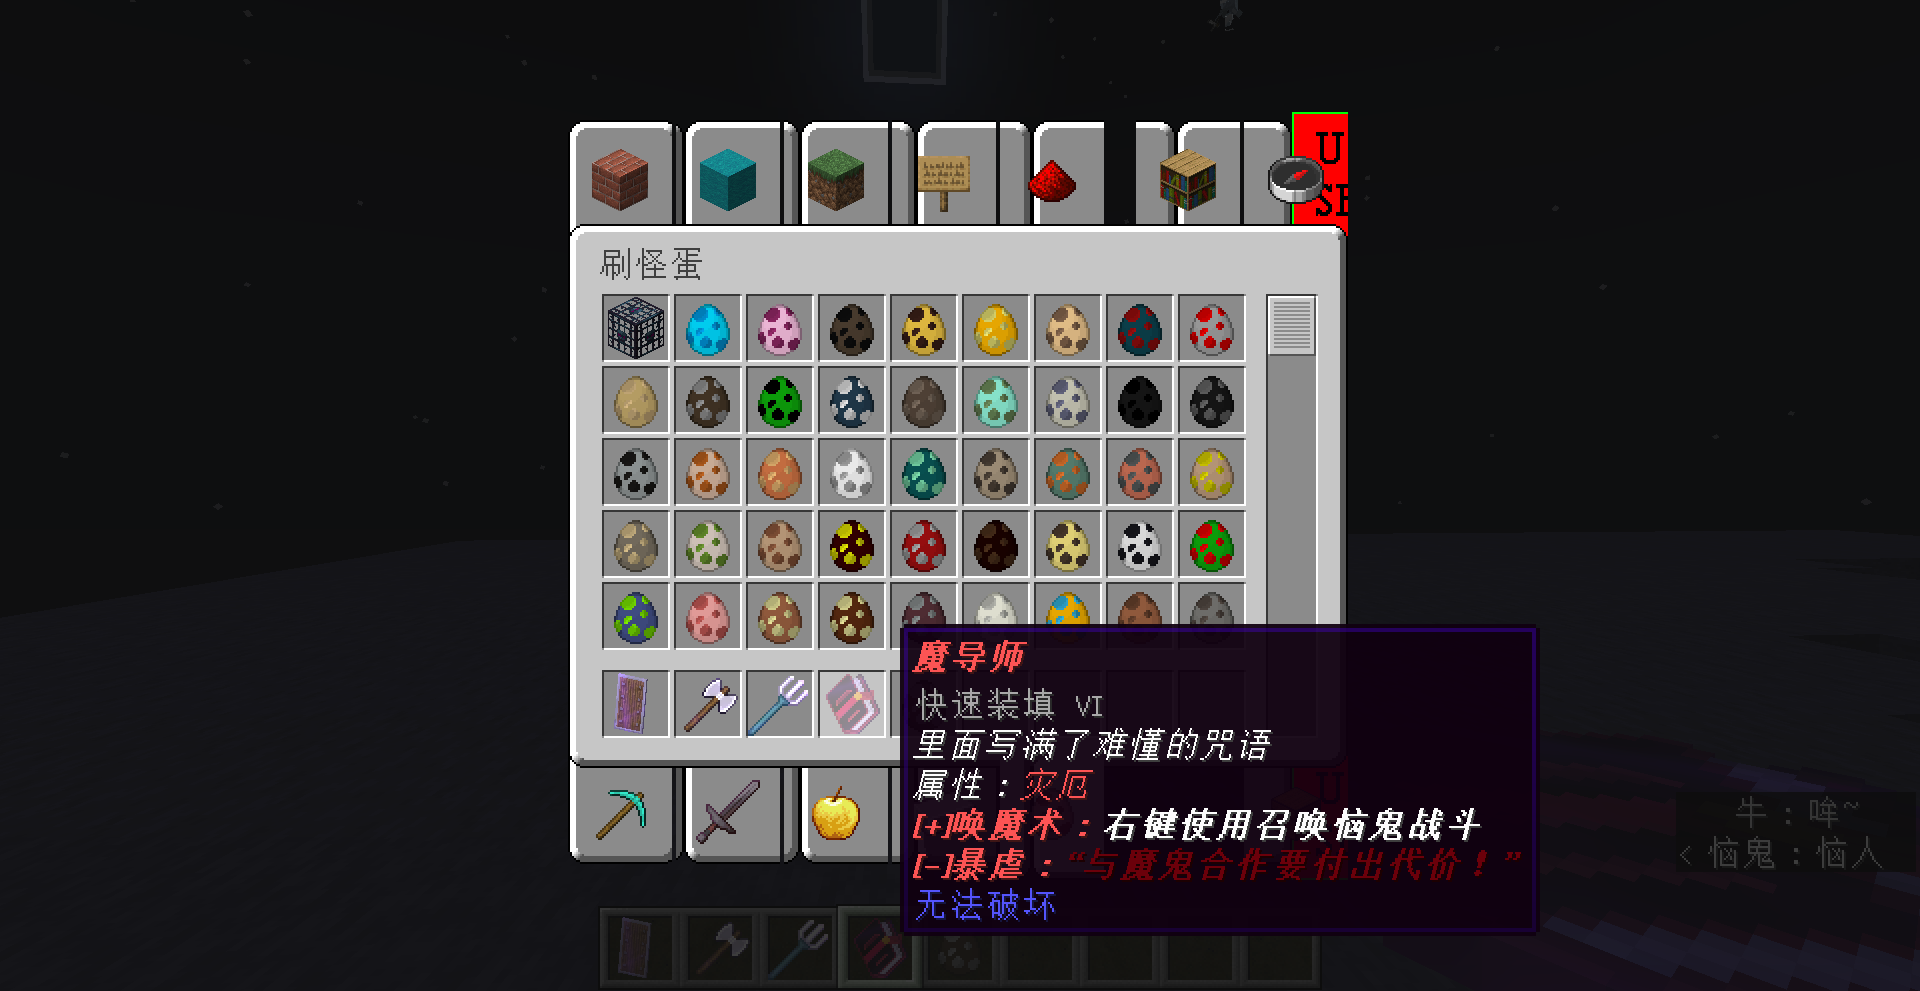 U
SE
刷怪蛋
魔导师
快速装填 VI
里面写满了难懂的咒语
属性：灾厄
[+]唤魔术：右键使用召唤恼鬼战斗
[-]暴虐：“与魔鬼合作要付出代价！”
无法破坏
U
牛：哞~
< 恼鬼：恼人